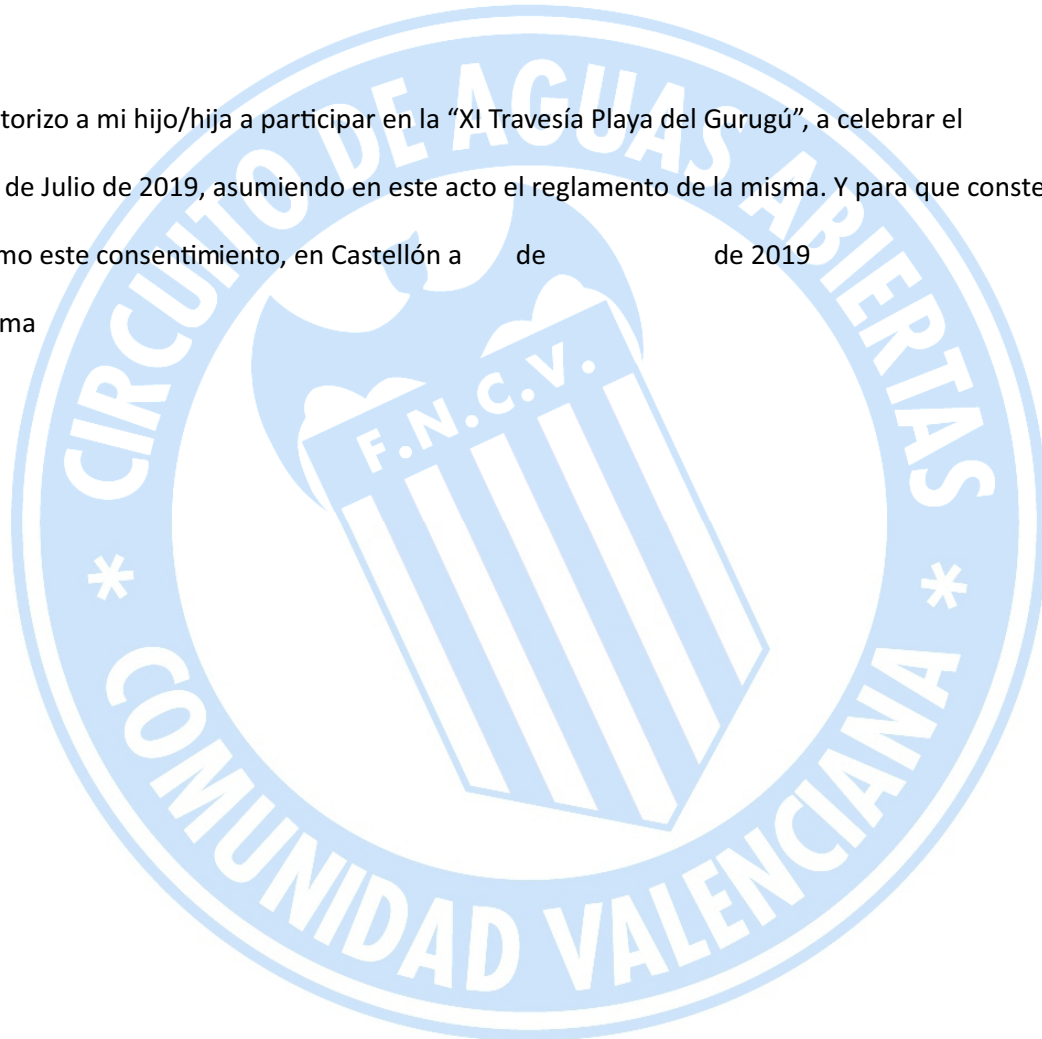 torizo a mi hijo/hija a participar en la “XI Travesía Playa del Gurugú”, a celebrar el
de Julio de 2019, asumiendo en este acto el reglamento de la misma. Y para que conste
mo este consentimiento, en Castellón a de de 2019
ma
CIRCUITO DE AGUAS ABIERTAS
F.N.C.V.
* COMUNIDAD VALENCIANA *